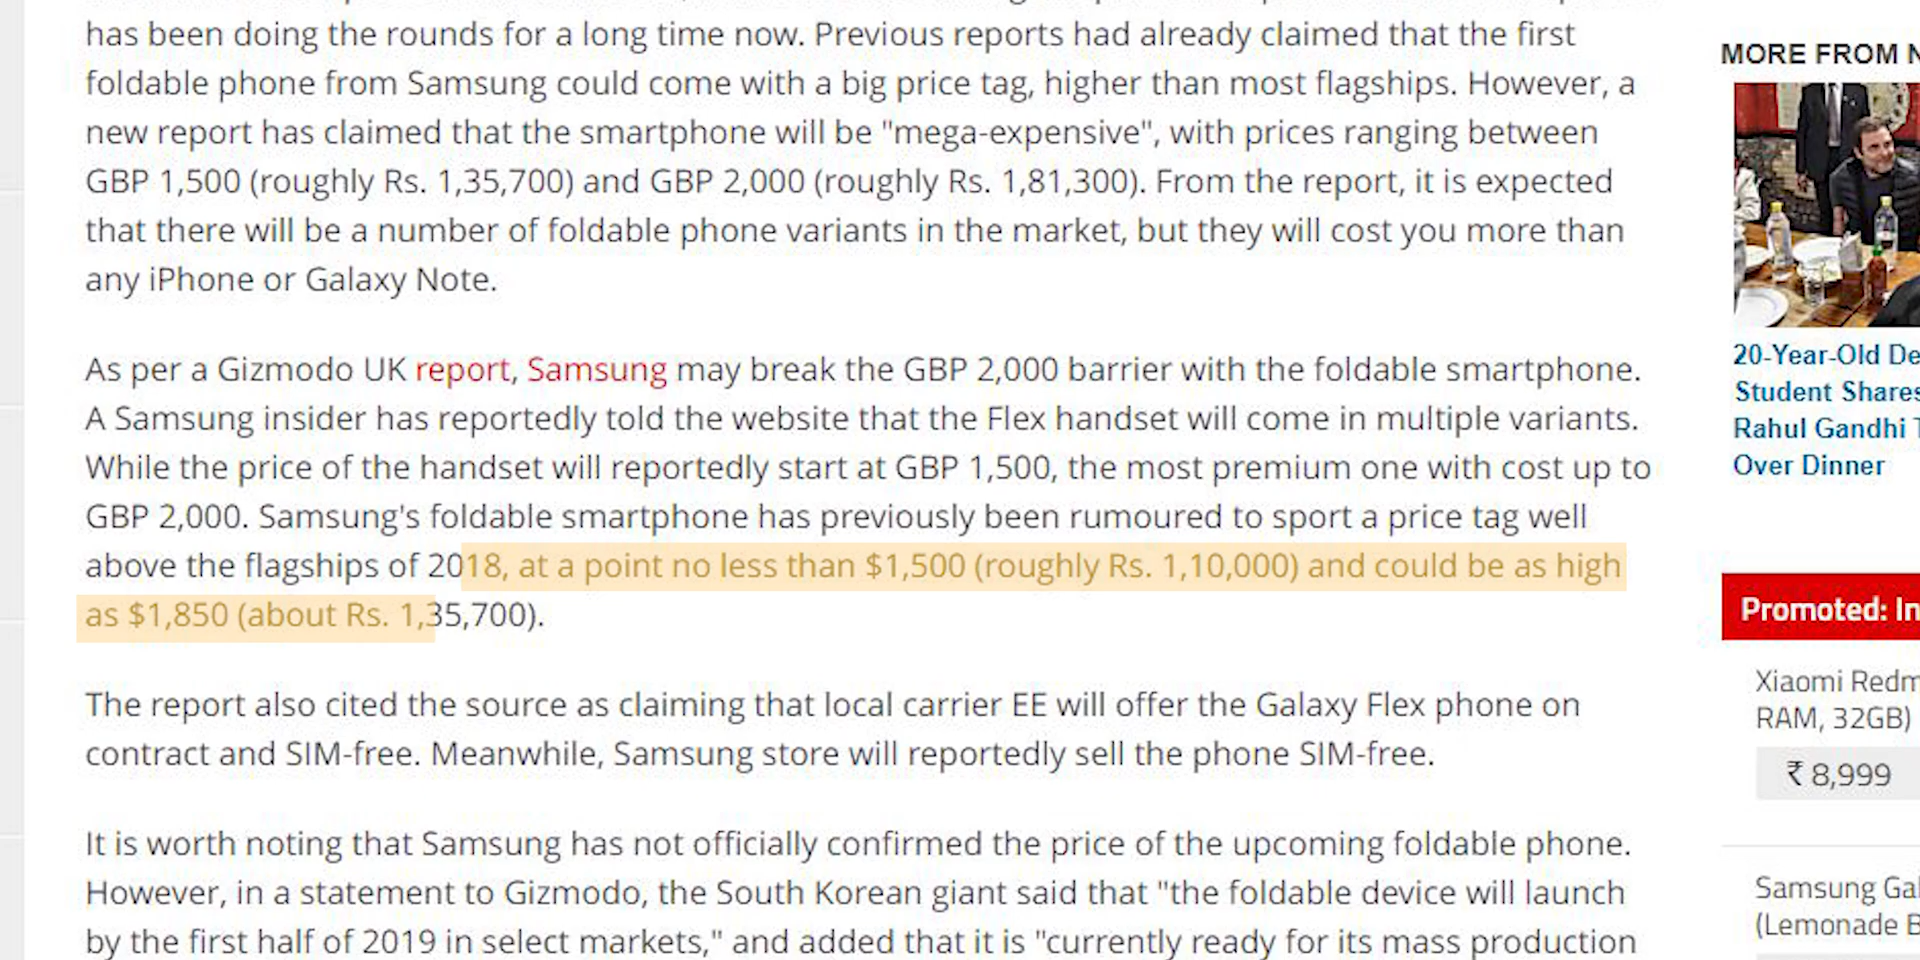 has been doing the rounds for a long time now. Previous reports had already claimed that the first
foldable phone from Samsung could come with a big price tag, higher than most flagships. However, a
new report has claimed that the smartphone will be "mega-expensive", with prices ranging between
GBP 1,500 (roughly Rs. 1,35,700) and GBP 2,000 (roughly Rs. 1,81,300). From the report, it is expected
that there will be a number of foldable phone variants in the market, but they will cost you more than
any iPhone or Galaxy Note.
As per a Gizmodo UK report, Samsung may break the GBP 2,000 barrier with the foldable smartphone.
A Samsung insider has reportedly told the website that the Flex handset will come in multiple variants.
While the price of the handset will reportedly start at GBP 1,500, the most premium one with cost up to
GBP 2,000. Samsung's foldable smartphone has previously been rumoured to sport a price tag well
above the flagships of 2018, at a point no less than $1,500 (roughly Rs. 1,10,000) and could be as high
as $1,850 (about Rs. 1,35,700).
The report also cited the source as claiming that local carrier EE will offer the Galaxy Flex phone on
contract and SIM-free. Meanwhile, Samsung store will reportedly sell the phone SIM-free.
It is worth noting that Samsung has not officially confirmed the price of the upcoming foldable phone.
However, in a statement to Gizmodo, the South Korean giant said that "the foldable device will launch
by the first half of 2019 in select markets," and added that it is "currently ready for its mass production
MORE FROM N
20-Year-Old De
Student Shares
Rahul Gandhi T
Over Dinner
Promoted: In
Xiaomi Redm
RAM, 32GB)
₹ 8,999
Samsung Gal
(Lemonade B